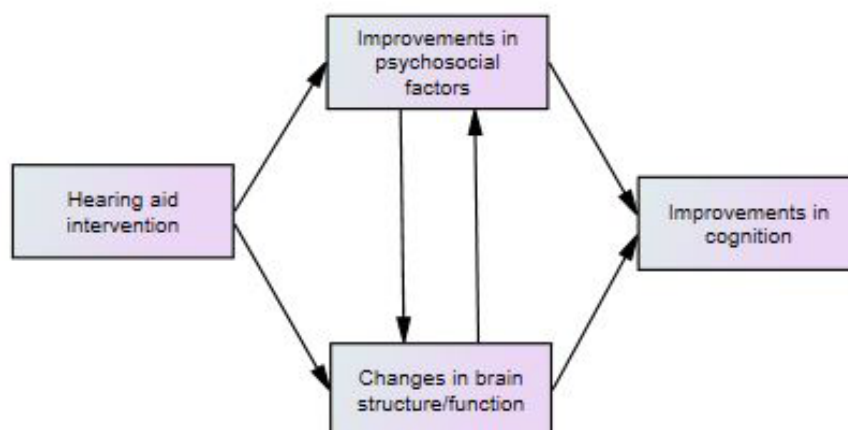 Improvements in
psychosocial
factors
Hearing aid
intervention
Improvements in
cognition
Changes in brain
structure/function